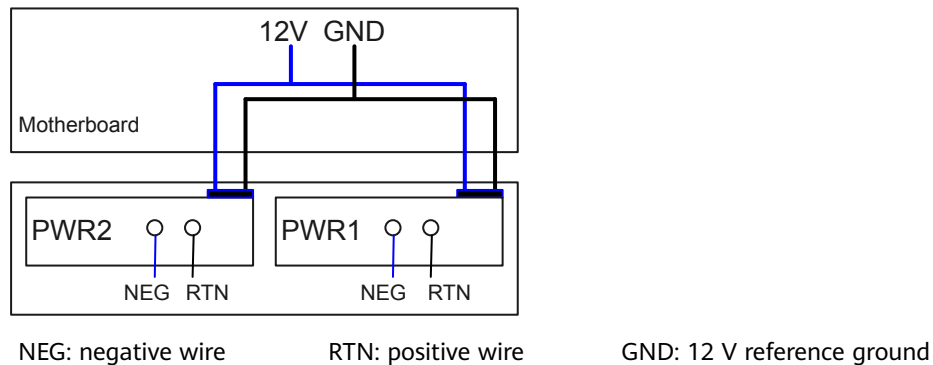 12V GND
Motherboard
PWR2 PWR1
NEG RTN NEG RTN
NEG: negative wire RTN: positive wire GND: 12 V reference ground